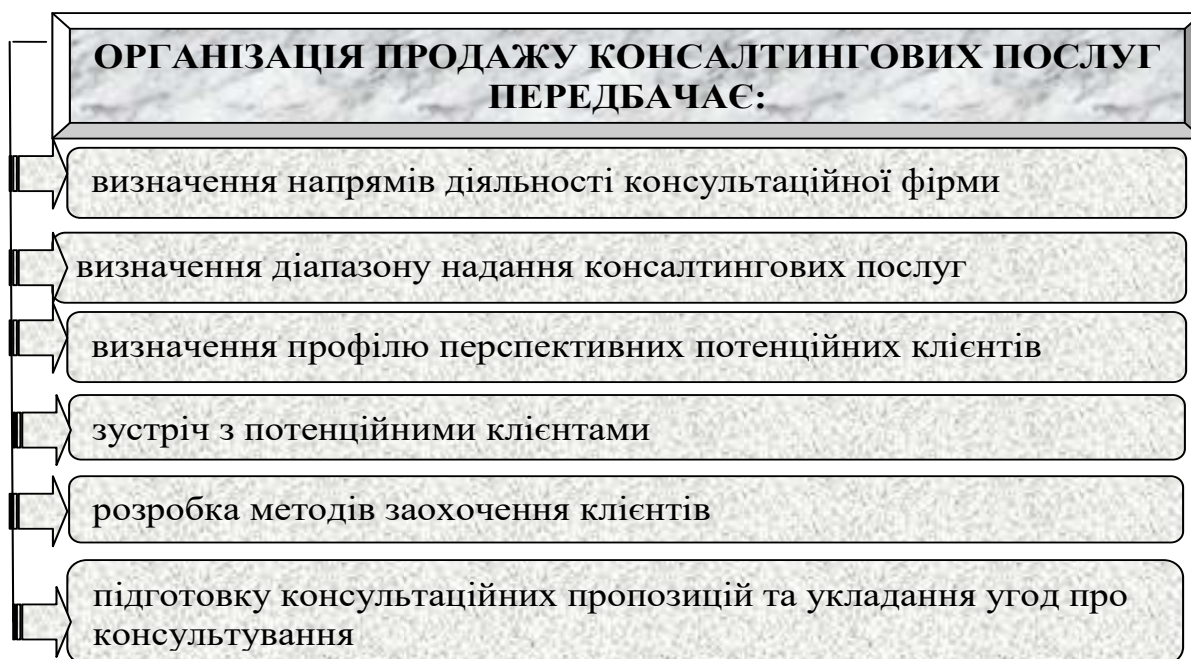 ОРГАНІЗАЦІЯ ПРОДАЖУ КОНСАЛТИНГОВИХ ПОСЛУГ
ПЕРЕДБАЧАЄ:
визначення напрямів діяльності консультаційної фірми
визначення діапазону надання консалтингових послуг
визначення профілю перспективних потенційних клієнтів
зустріч з потенційними клієнтами
розробка методів заохочення клієнтів
підготовку консультаційних пропозицій та укладання угод про
консультування